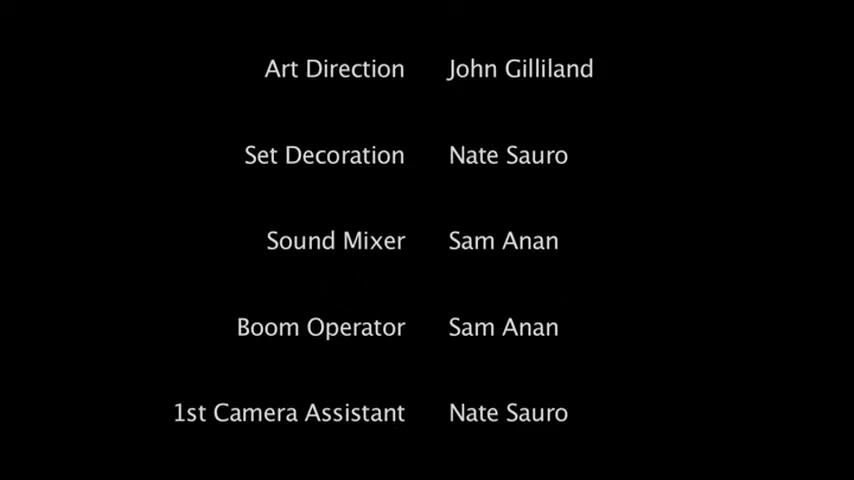 Art Direction John Gilliland
Set Decoration Nate Sauro
Sound Mixer Sam Anan
Boom Operator Sam Anan
1st Camera Assistant Nate Sauro